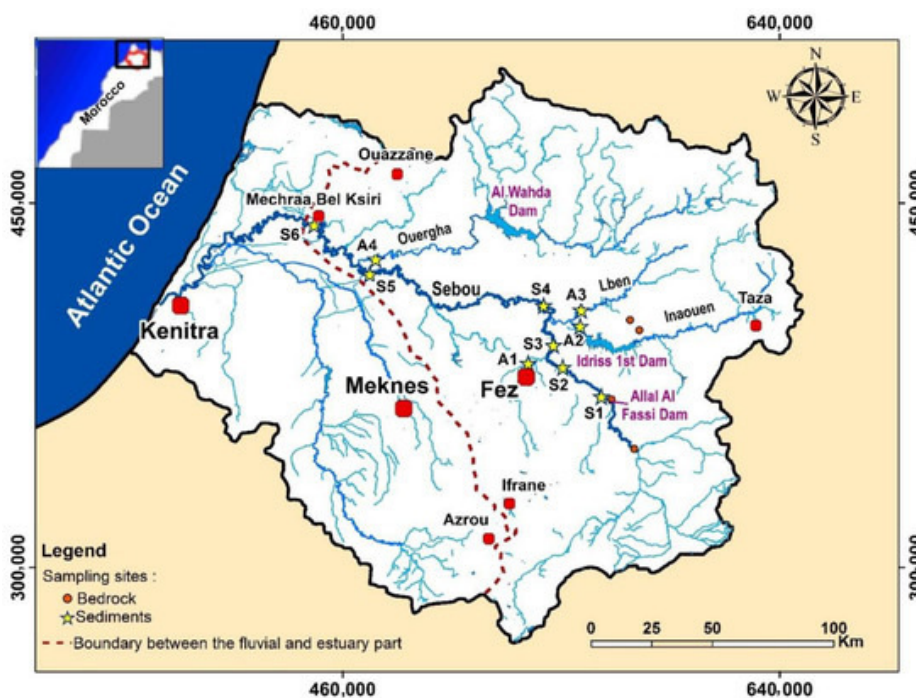 460,000
640,000
Morocco
N
W
E
S
Atlantic Ocean
Ouazzane
450,000
450,000
Mechraa Bel Ksiri
Al Wahda
Dam
S6
A4
Ouergha
S5
Sebou
S4
A3
Lben
Inaouen
Taza
Kenitra
S3
A2
A1
Idriss 1st Dam
S2
Meknes
Fez
S1
Allal Al
Fassi Dam
Ifrane
Azrou
Legend
Sampling sites :
Bedrock
Sediments
Boundary between the fluvial and estuary part
300,000
300,000
0 25 50 100
Km
460,000
640,000